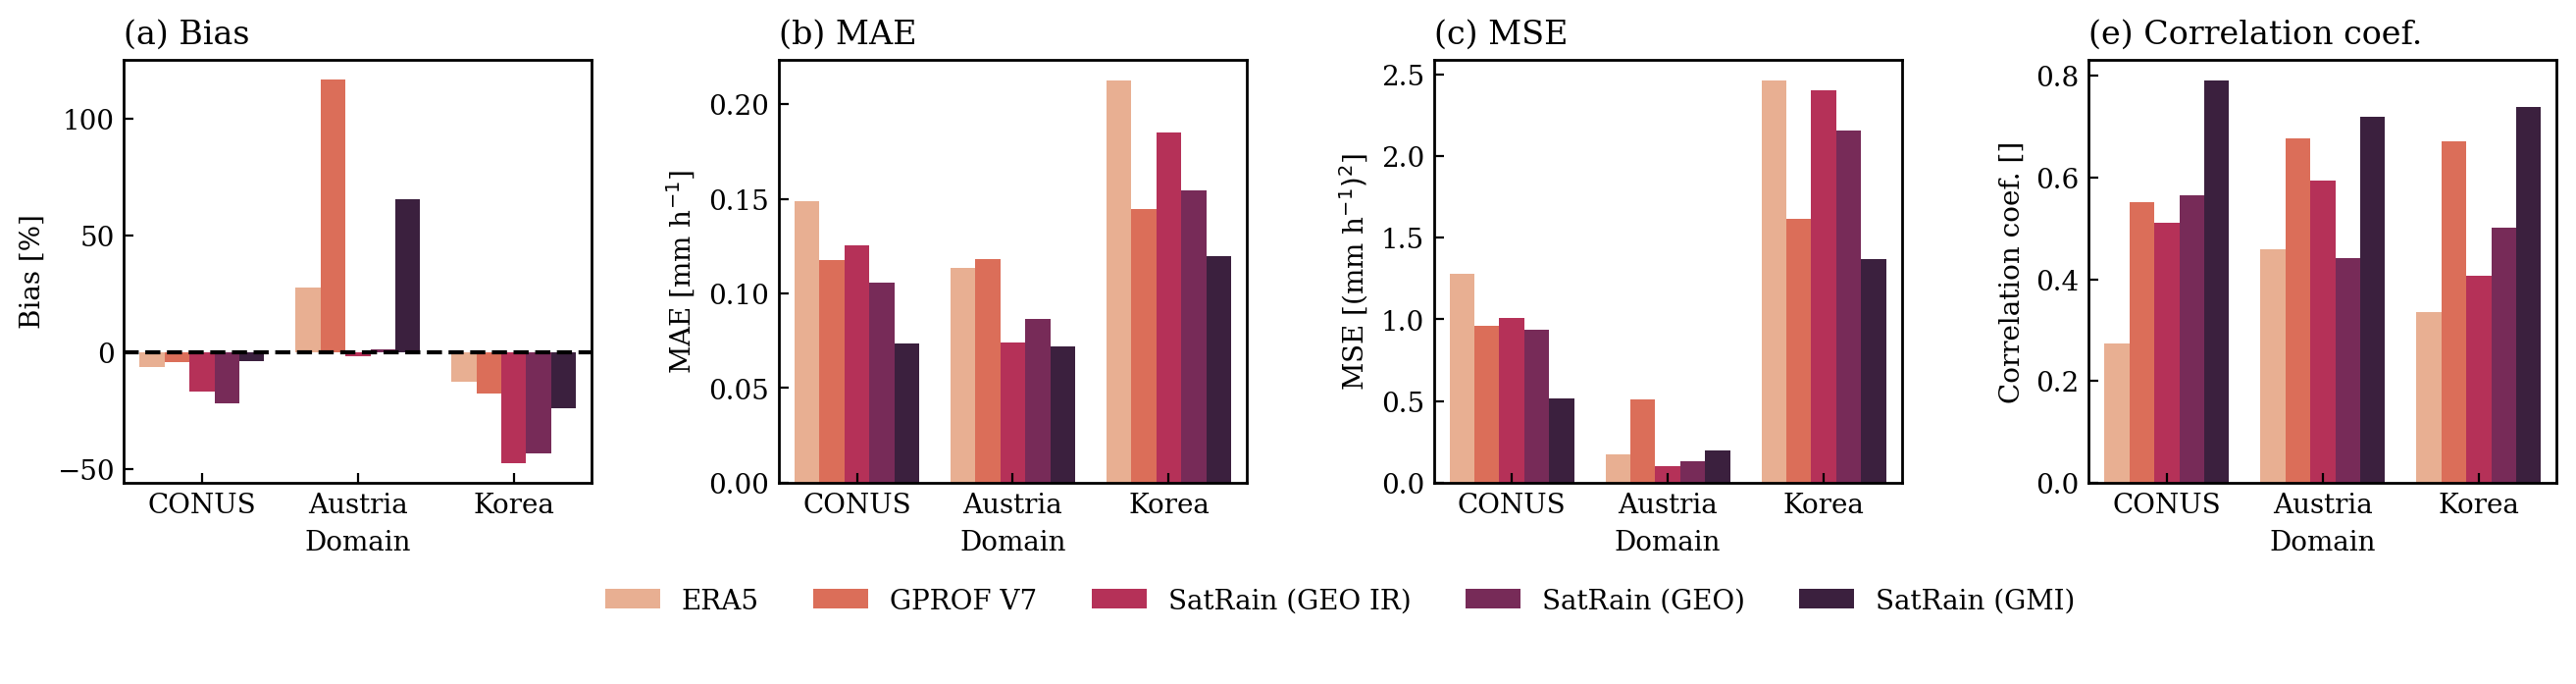 (a) Bias
Bias [%]
100
50
0
−50
CONUS Austria Korea
Domain
(b) MAE
MAE [mm h⁻¹]
0.20
0.15
0.10
0.05
0.00
CONUS Austria Korea
Domain
(c) MSE
MSE [(mm h⁻¹)²]
2.5
2.0
1.5
1.0
0.5
0.0
CONUS Austria Korea
Domain
(e) Correlation coef.
Correlation coef. []
0.8
0.6
0.4
0.2
0.0
CONUS Austria Korea
Domain
ERA5 GPROF V7 SatRain (GEO IR) SatRain (GEO) SatRain (GMI)